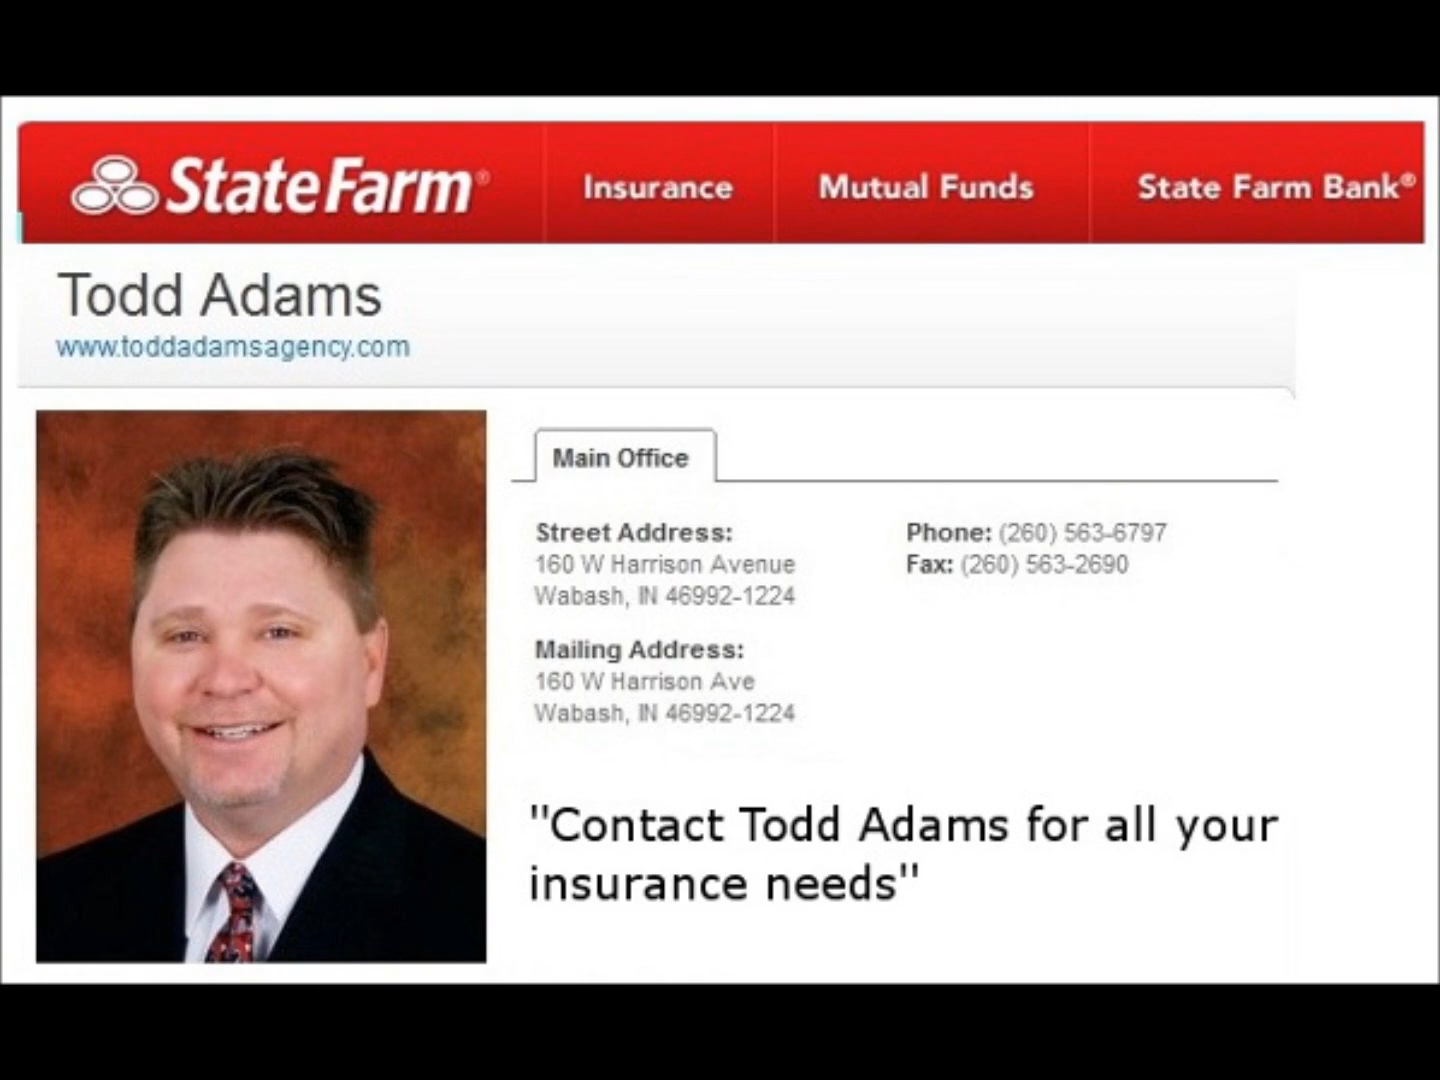 StateFarm® Insurance Mutual Funds State Farm Bank®
Todd Adams
www.toddadamsagency.com
Main Office
Street Address:
160 W Harrison Avenue
Wabash, IN 46992-1224
Phone: (260) 563-6797
Fax: (260) 563-2690
Mailing Address:
160 W Harrison Ave
Wabash, IN 46992-1224
"Contact Todd Adams for all your
insurance needs"